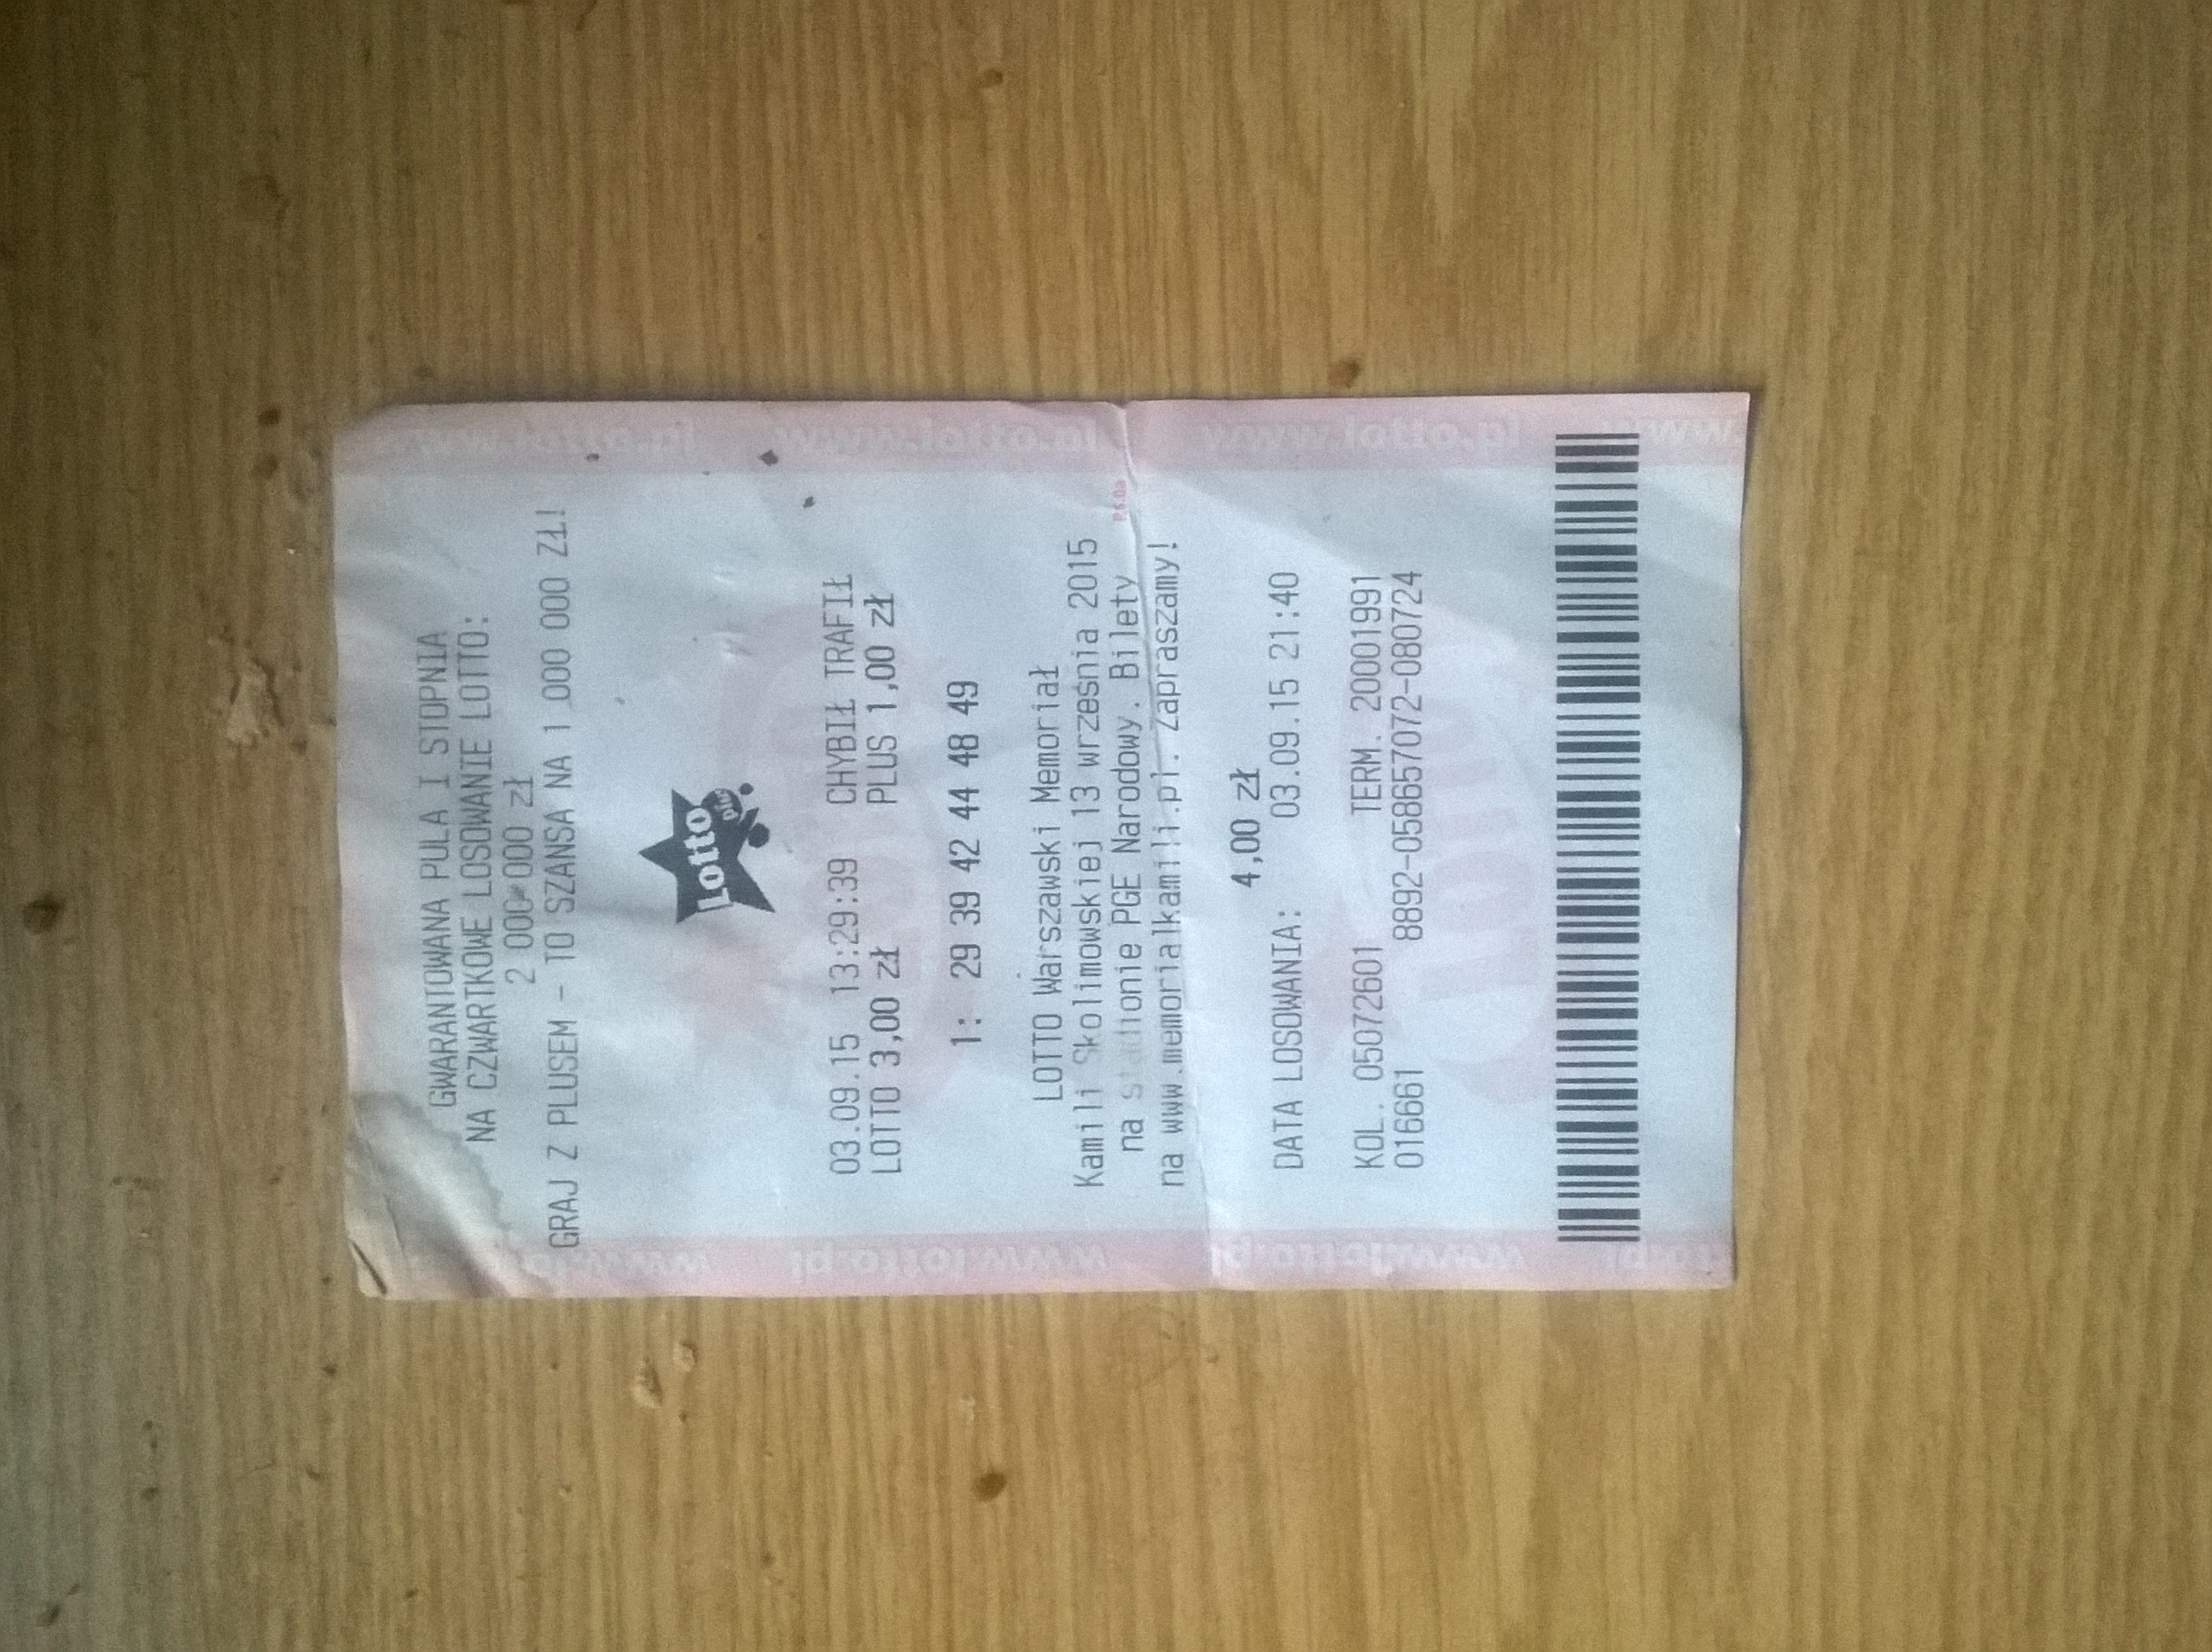 GWARANTOWANA PULA I STOPNIA
NA CZWARTKOWE LOSOWANIE LOTTO:
2 000 000 zł
GRAJ Z PLUSEM - TO SZANSA NA 1 000 000 ZŁ!
Lotto
plus
03.09.15 13:29:39 CHYBIŁ TRAFIŁ
LOTTO 3,00 zł PLUS 1,00 zł
1: 29 39 42 44 48 49
LOTTO Warszawski Memoriał
Kamili Skolimowskiej 13 września 2015
na stadionie PGE Narodowy. Bilety
na www.memorialkamili.pl. Zapraszamy!
4,00 zł
DATA LOSOWANIA: 03.09.15 21:40
KOL. 05072601 TERM. 20001991
016661 8892-058657072-080724
www.lotto.pl www.lotto.pl www.lotto.pl www
www.lo www.lotto.pl www.lotto.pl tto.pl